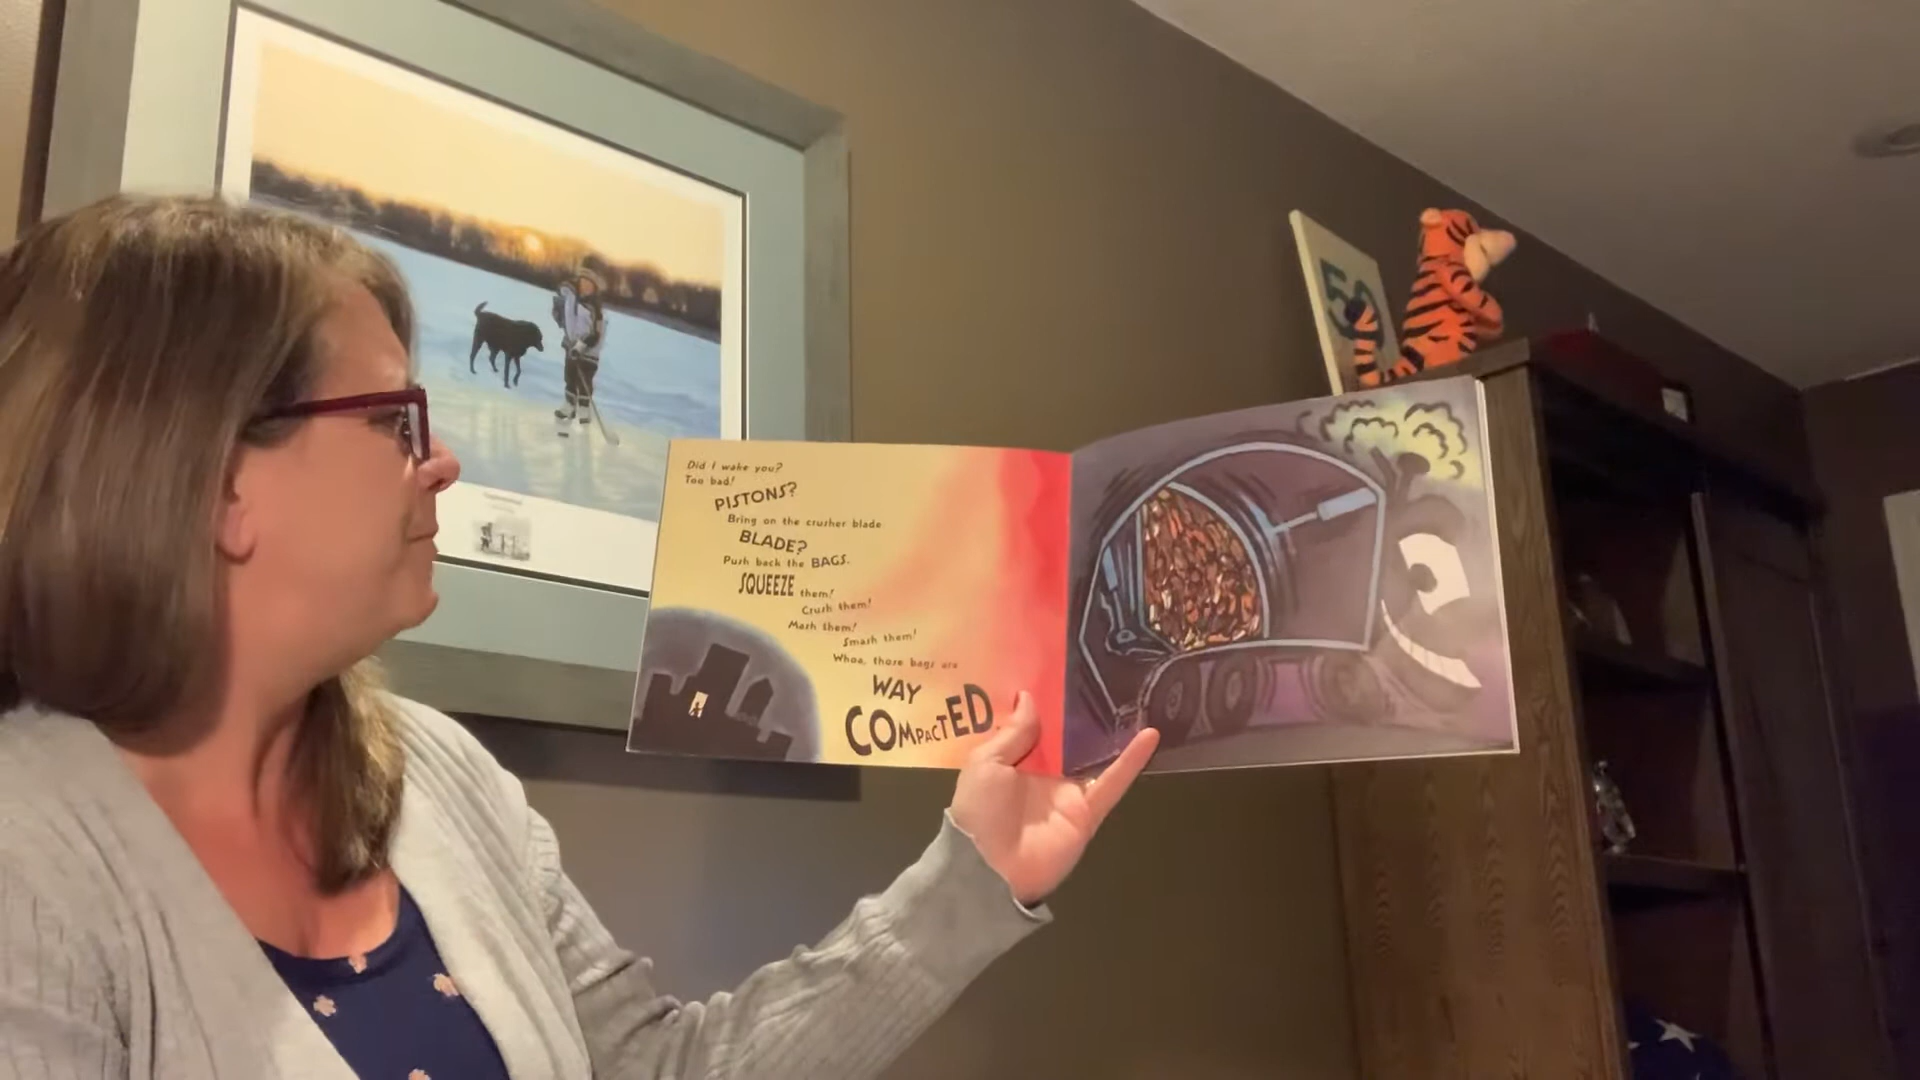 Did I wake you?
Too bad!
PISTONS?
Bring on the crusher blade
BLADE?
Push back the BAGS.
SQUEEZE them!
Crush them!
Mash them!
Smash them!
Whoa, those bags are
WAY
COMPACTED.
50